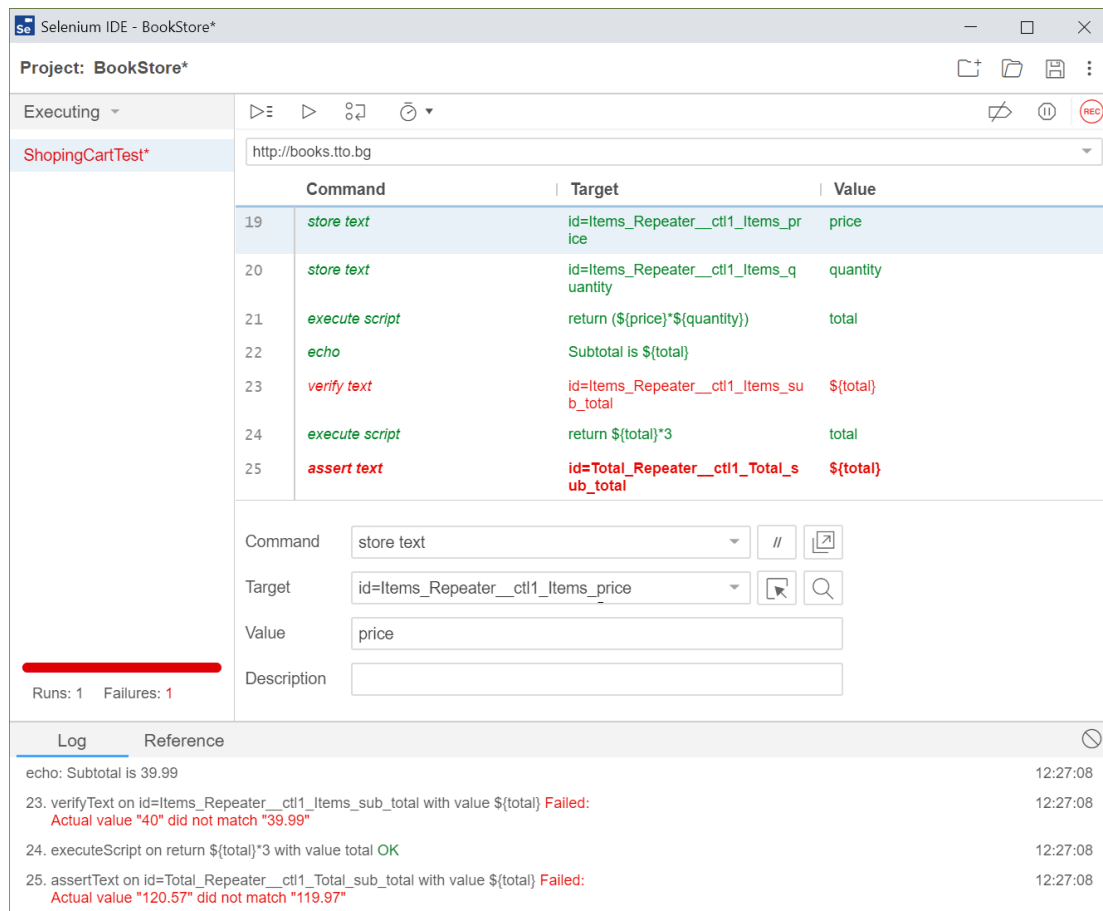 Se Selenium IDE - BookStore*
Project: BookStore*
Executing
REC
ShopingCartTest*
http://books.tto.bg
Command Target Value
19 store text id=Items_Repeater__ctl1_Items_pr price
ice
20 store text id=Items_Repeater__ctl1_Items_q quantity
uantity
21 execute script return (${price}*${quantity}) total
22 echo Subtotal is ${total}
23 verify text id=Items_Repeater__ctl1_Items_su ${total}
b_total
24 execute script return ${total}*3 total
25 assert text id=Total_Repeater__ctl1_Total_s ${total}
ub_total
Command store text //
Target id=Items_Repeater__ctl1_Items_price
Value price
Description
Runs: 1 Failures: 1
Log Reference
echo: Subtotal is 39.99 12:27:08
23. verifyText on id=Items_Repeater__ctl1_Items_sub_total with value ${total} Failed: 12:27:08
Actual value "40" did not match "39.99"
24. executeScript on return ${total}*3 with value total OK 12:27:08
25. assertText on id=Total_Repeater__ctl1_Total_sub_total with value ${total} Failed: 12:27:08
Actual value "120.57" did not match "119.97"